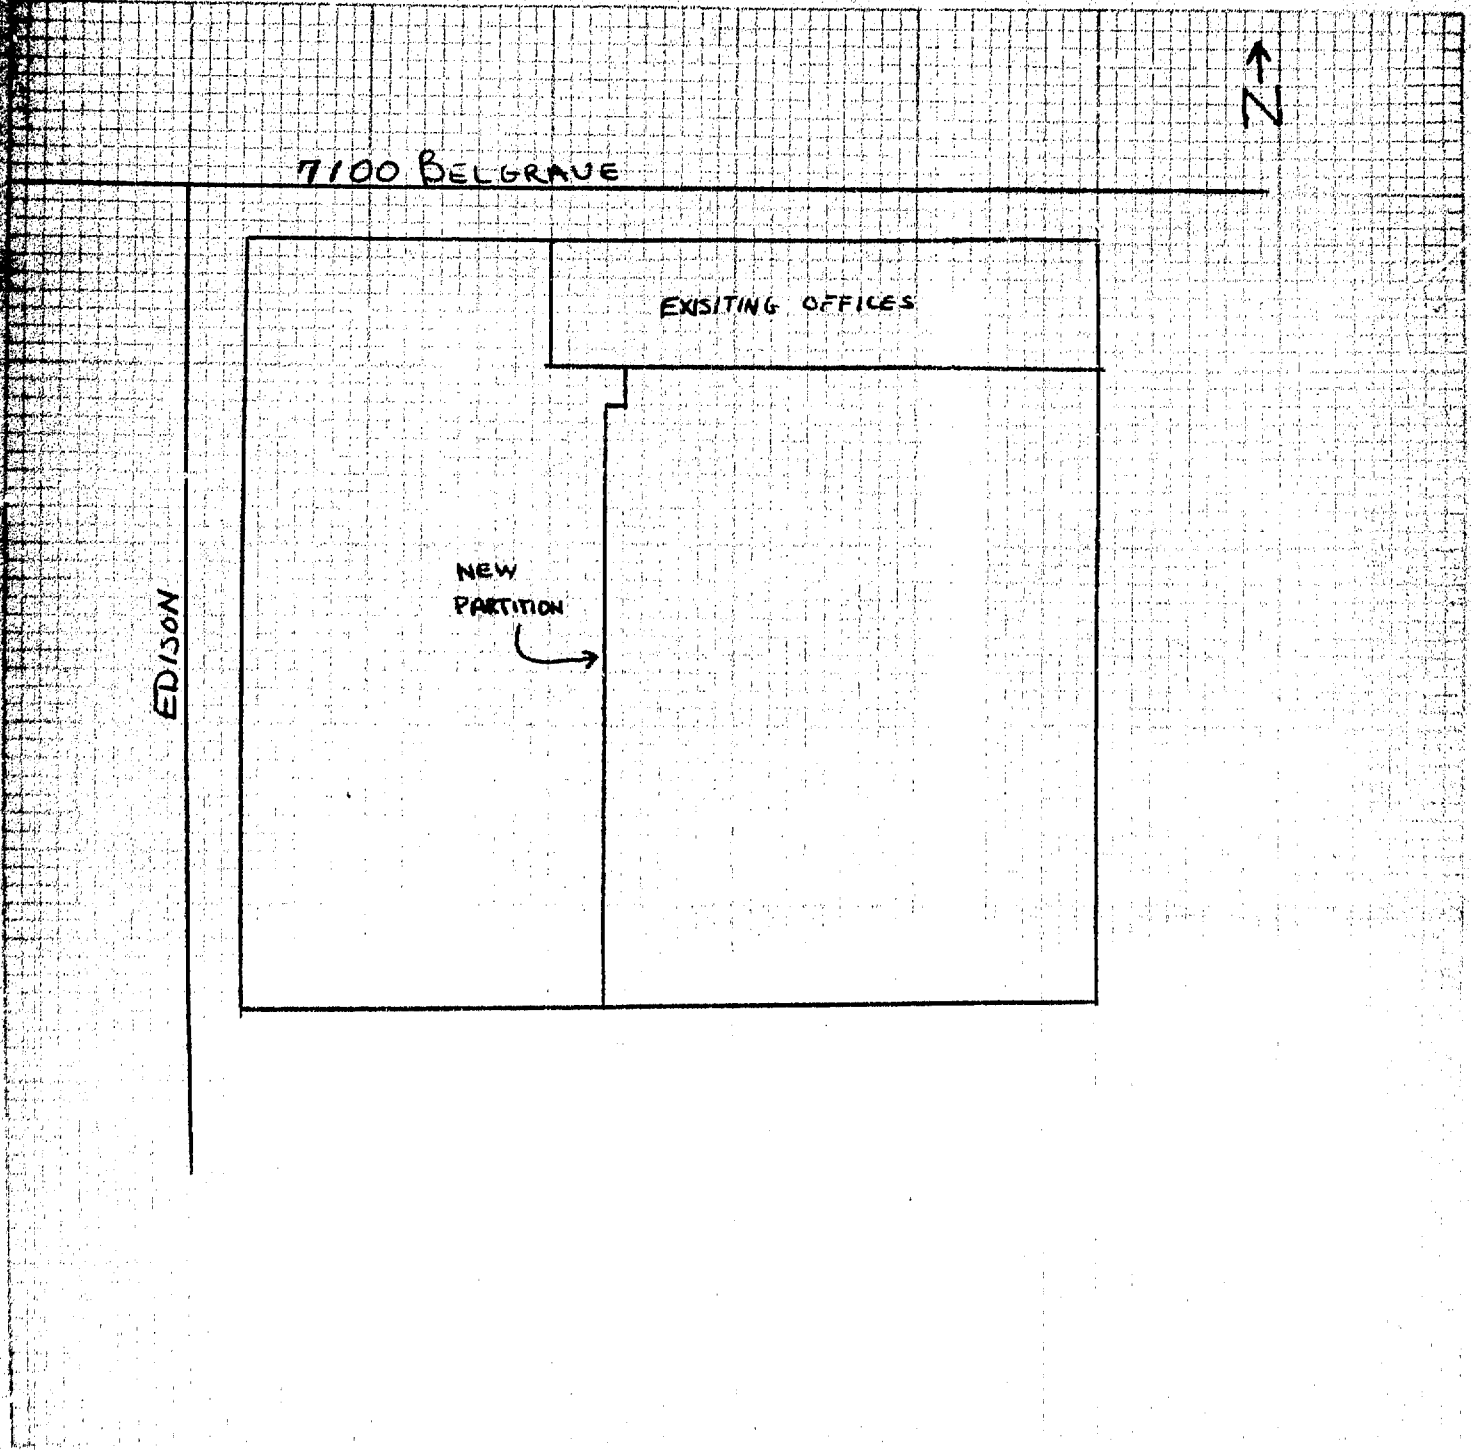 N
7100 BELGRAVE
EXISITING OFFICES
NEW
PARTITION
EDISON